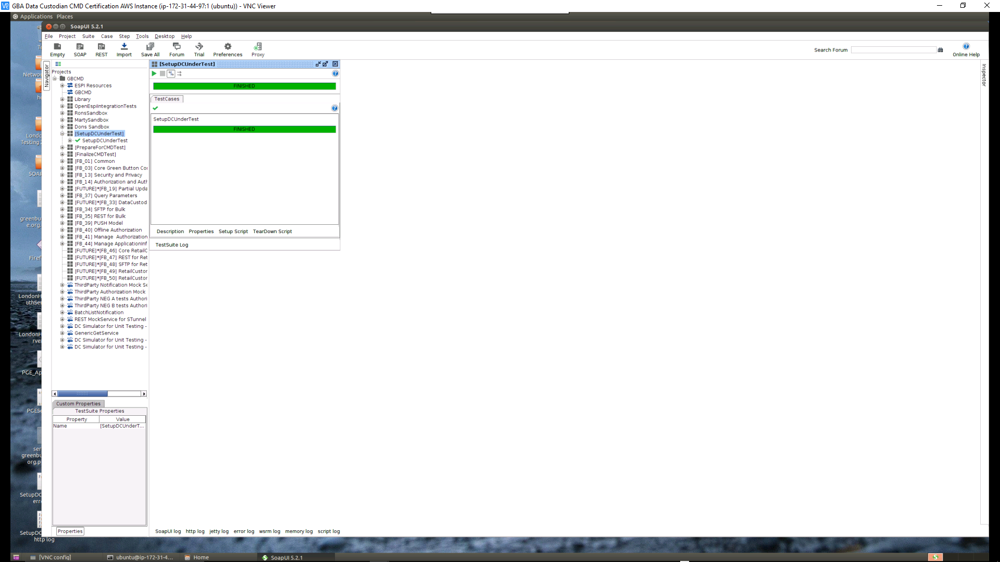 GBA Data Custodian CMD Certification AWS Instance (ip-172-31-44-97:1 (ubuntu)) - VNC Viewer
Applications Places
SoapUI 5.2.1
File Project Suite Case Step Tools Desktop Help
Empty SOAP REST Import Save All Forum Trial Preferences Proxy
Search Forum
Online Help
Navigator
Projects
GBCMD
ESPI Resources
GBCMD
Library
OpenEspiIntegrationTests
RonsSandbox
MartySandbox
Dons Sandbox
[SetupDCUnderTest]
SetupDCUnderTest
[PrepareForCMDTest]
[FinalizeCMDTest]
[FB_01] Common
[FB_03] Core Green Button Co
[FB_13] Security and Privacy
[FB_14] Authorization and Auth
[FUTURE]*[FB_19] Partial Upda
[FB_37] Query Parameters
[FUTURE]*[FB_33] DataCustod
[FB_34] SFTP for Bulk
[FB_35] REST for Bulk
[FB_39] PUSH Model
[FB_40] Offline Authorization
[FB_41] Manage  Authorization
[FB_44] Manage ApplicationInf
[FUTURE]*[FB_46] Core RetailC
[FUTURE]*[FB_47] REST for Ret
[FUTURE]*[FB_48] SFTP for Ret
[FUTURE]*[FB_49] RetailCustor
[FUTURE]*[FB_50] RetailCustor
ThirdParty Notification Mock Se
ThirdParty Authorization Mock
ThirdParty NEG A tests Authori
ThirdParty NEG B tests Authori
BatchListNotification
REST MockService for STunnel
DC Simulator for Unit Testing -
GenericGetService
DC Simulator for Unit Testing -
DC Simulator for Unit Testing -
Custom Properties
TestSuite Properties
Property Value
Name [SetupDCUnderT...
Properties
[SetupDCUnderTest]
FINISHED
TestCases
SetupDCUnderTest
FINISHED
Description Properties Setup Script TearDown Script
TestSuite Log
Inspector
SoapUI log http log jetty log error log wsrm log memory log script log
Networ
he
Londo
Testing 2
SOAP
greenbu
e.org.
Firef
LondonH
uthSer
LondonH
rve
PGE_Ap
PGESc
ser
greenbu
org.p
SetupDC
err
SetupDC
http log
[VNC config] ubuntu@ip-172-31-4... Home SoapUI 5.2.1